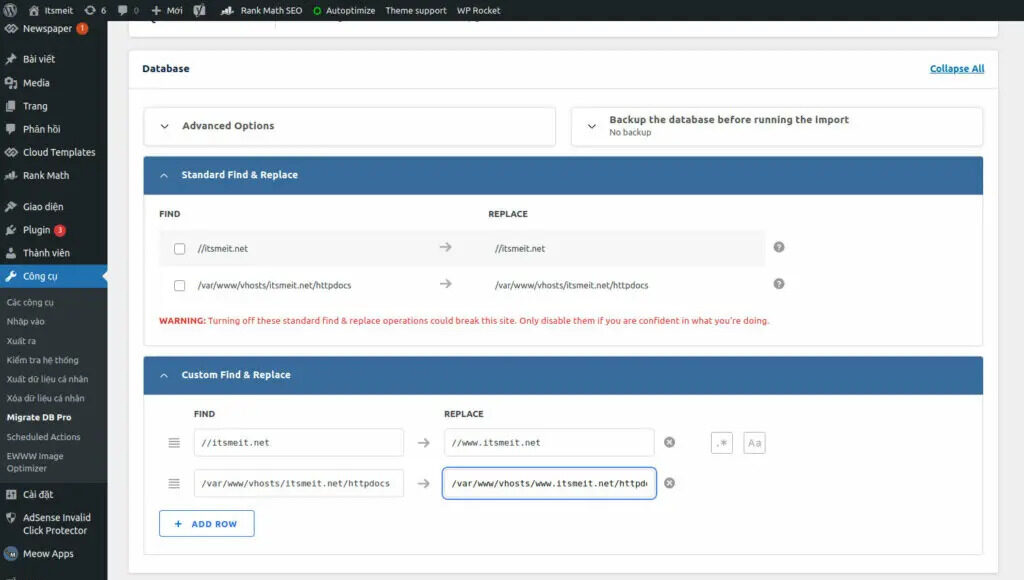 Itsmeit 6 0 Mới Rank Math SEO Autoptimize Theme support WP Rocket
Newspaper 1
Bài viết
Media
Trang
Phản hồi
Cloud Templates
Rank Math
Giao diện
Plugin 3
Thành viên
Công cụ
Các công cụ
Nhập vào
Xuất ra
Kiểm tra hệ thống
Xuất dữ liệu cá nhân
Xóa dữ liệu cá nhân
Migrate DB Pro
Scheduled Actions
EWWW Image
Optimizer
Cài đặt
AdSense Invalid
Click Protector
Meow Apps
Database Collapse All
Advanced Options
Backup the database before running the import
No backup
Standard Find & Replace
FIND REPLACE
//itsmeit.net → //itsmeit.net ?
/var/www/vhosts/itsmeit.net/httpdocs → /var/www/vhosts/itsmeit.net/httpdocs ?
WARNING: Turning off these standard find & replace operations could break this site. Only disable them if you are confident in what you're doing.
Custom Find & Replace
FIND REPLACE
//itsmeit.net → //www.itsmeit.net .* Aa
/var/www/vhosts/itsmeit.net/httpdocs → /var/www/vhosts/www.itsmeit.net/httpd
+ ADD ROW